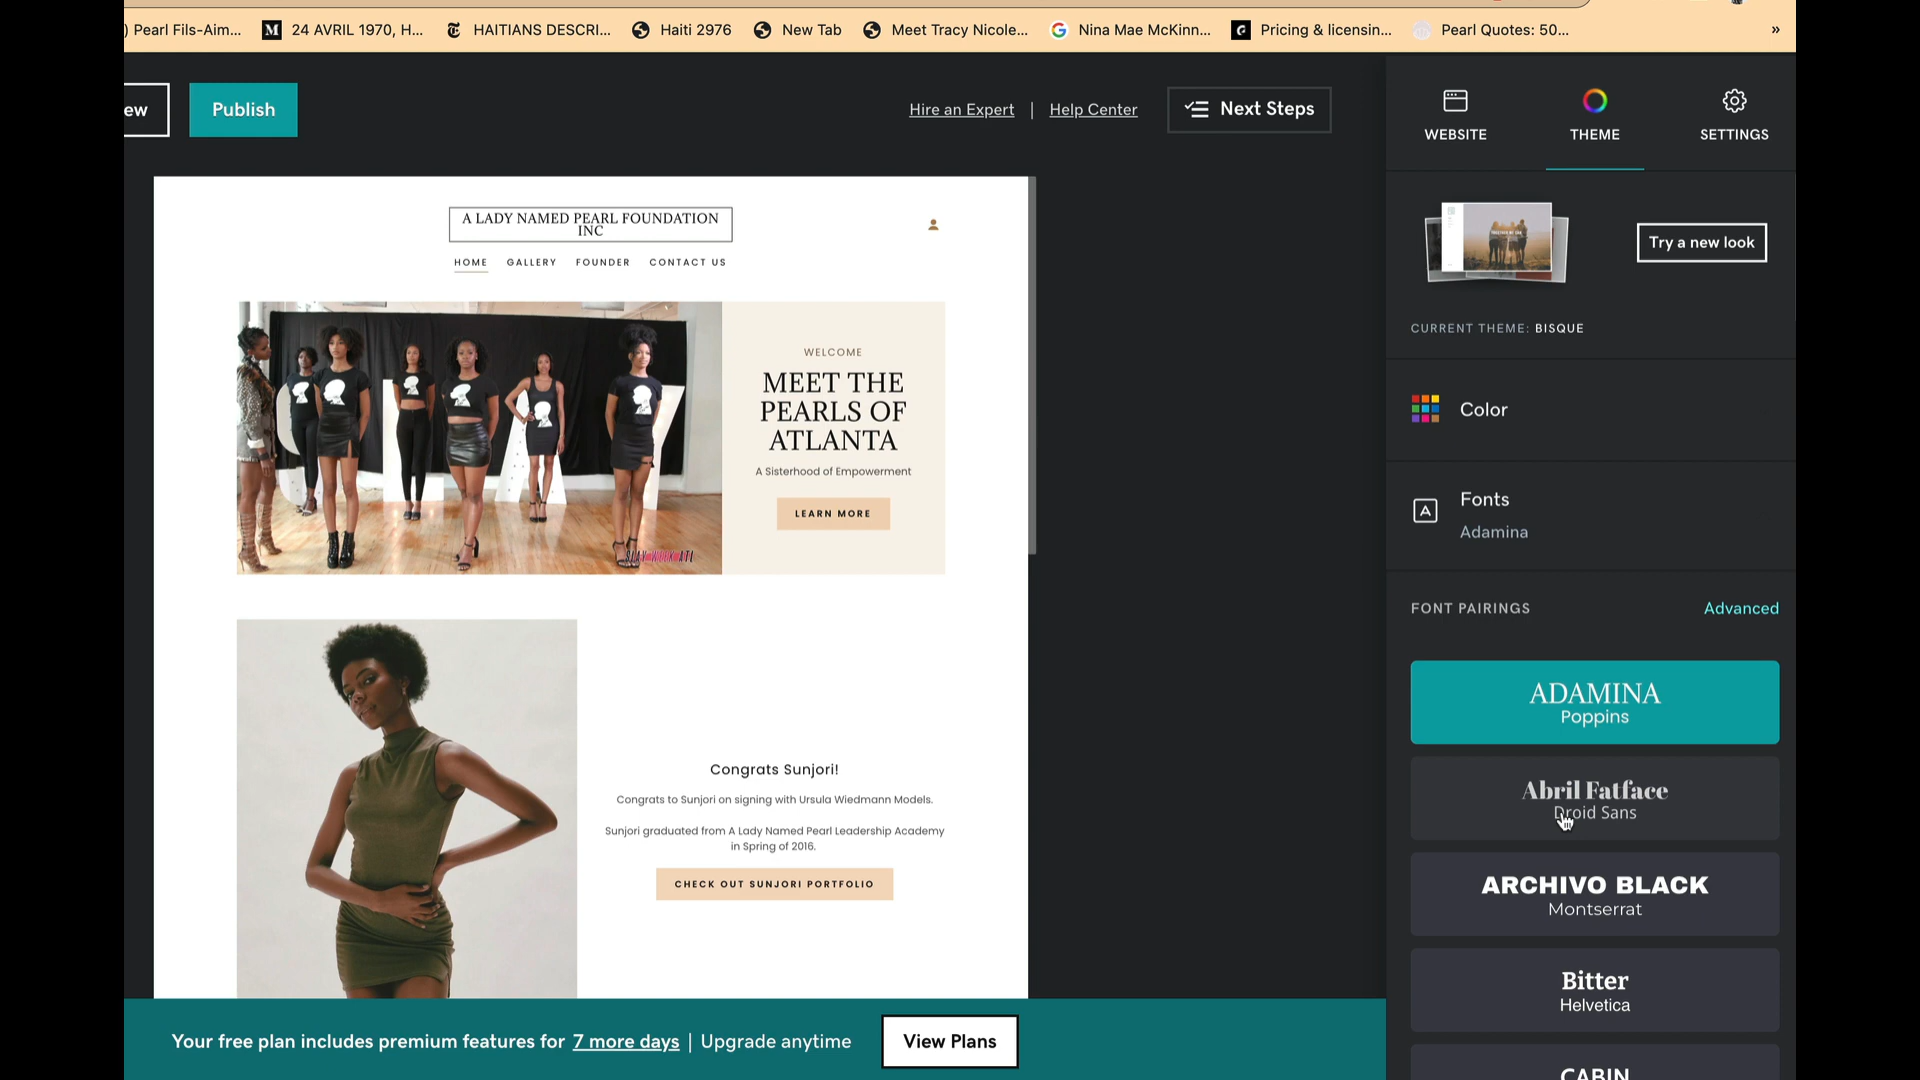 ) Pearl Fils-Aim...
24 AVRIL 1970, H...
HAITIANS DESCRI...
Haiti 2976
New Tab
Meet Tracy Nicole...
Nina Mae McKinn...
Pricing & licensin...
Pearl Quotes: 50...
»
ew
Publish
Hire an Expert | Help Center
Next Steps
WEBSITE
THEME
SETTINGS
A LADY NAMED PEARL FOUNDATION
INC
HOME GALLERY FOUNDER CONTACT US
WELCOME
MEET THE
PEARLS OF
ATLANTA
A Sisterhood of Empowerment
LEARN MORE
Congrats Sunjori!
Congrats to Sunjori on signing with Ursula Wiedmann Models.
Sunjori graduated from A Lady Named Pearl Leadership Academy
in Spring of 2016.
CHECK OUT SUNJORI PORTFOLIO
Try a new look
CURRENT THEME: BISQUE
Color
Fonts
Adamina
FONT PAIRINGS
Advanced
ADAMINA
Poppins
Abril Fatface
Droid Sans
ARCHIVO BLACK
Montserrat
Bitter
Helvetica
CABIN
Your free plan includes premium features for 7 more days | Upgrade anytime
View Plans